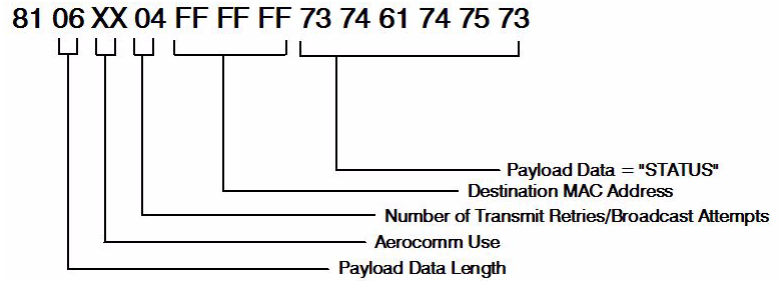 81 06 XX 04 FF FF FF 73 74 61 74 75 73
Payload Data = "STATUS"
Destination MAC Address
Number of Transmit Retries/Broadcast Attempts
Aerocomm Use
Payload Data Length